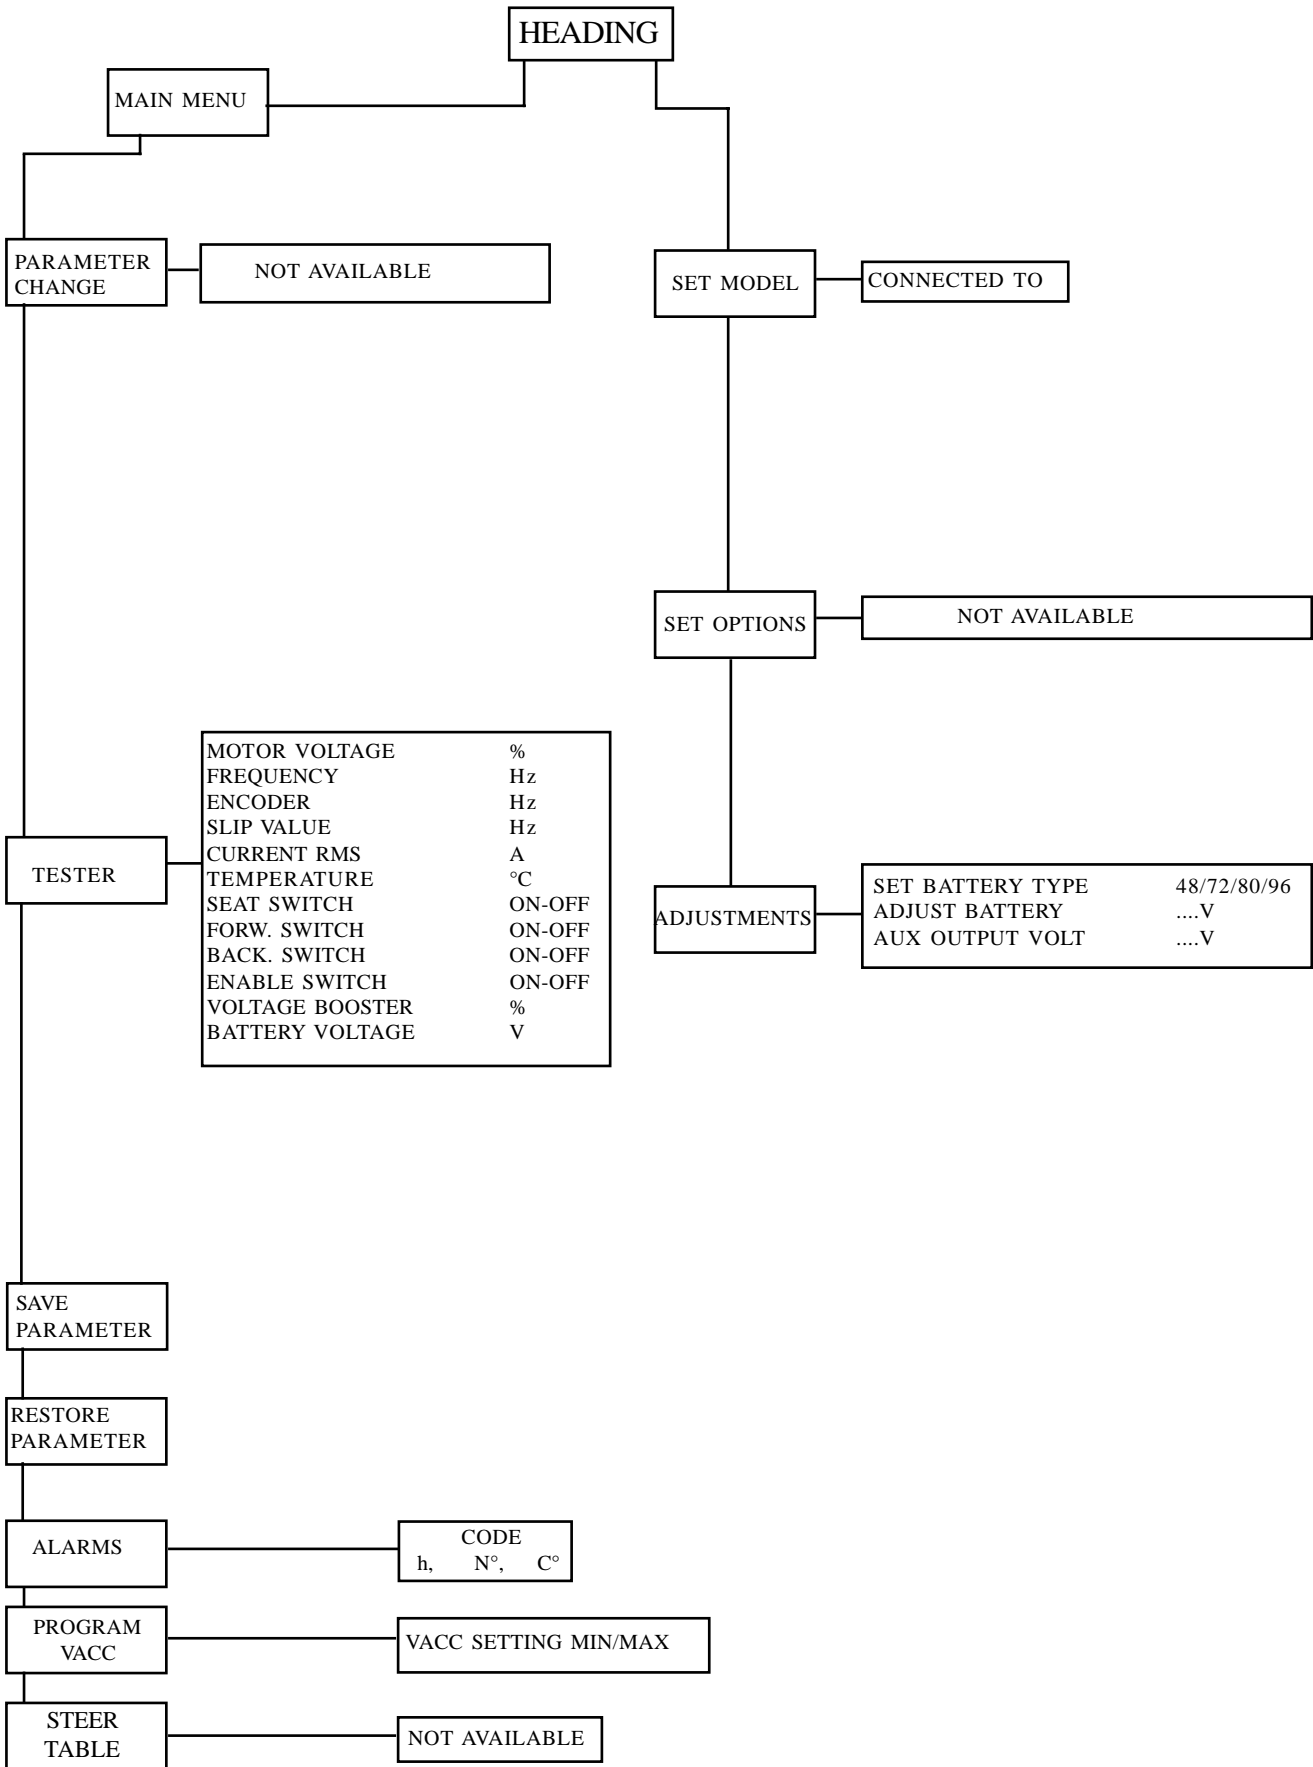 HEADING
MAIN MENU
PARAMETER
CHANGE
NOT AVAILABLE
SET MODEL
CONNECTED TO
SET OPTIONS
NOT AVAILABLE
MOTOR VOLTAGE %
FREQUENCY Hz
ENCODER Hz
SLIP VALUE Hz
CURRENT RMS A
TEMPERATURE °C
SEAT SWITCH ON-OFF
FORW. SWITCH ON-OFF
BACK. SWITCH ON-OFF
ENABLE SWITCH ON-OFF
VOLTAGE BOOSTER %
BATTERY VOLTAGE V
TESTER
ADJUSTMENTS
SET BATTERY TYPE 48/72/80/96
ADJUST BATTERY ....V
AUX OUTPUT VOLT ....V
SAVE
PARAMETER
RESTORE
PARAMETER
ALARMS
CODE
h, N°, C°
PROGRAM
VACC
VACC SETTING MIN/MAX
STEER
TABLE
NOT AVAILABLE